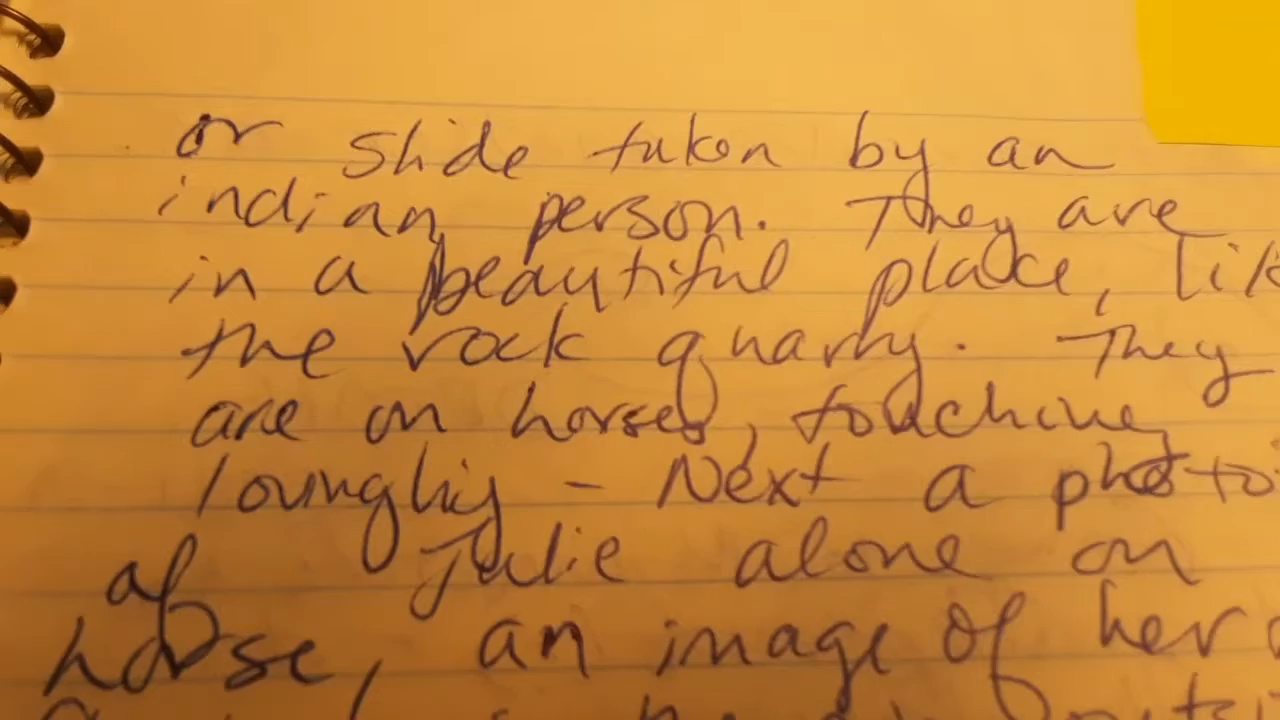 or slide taken by an
indian person. They are
in a beautiful place, lik
the rock quarry. They
are on horses, touching
lovingly - Next a photo
of Julie alone on
horse, an image of her